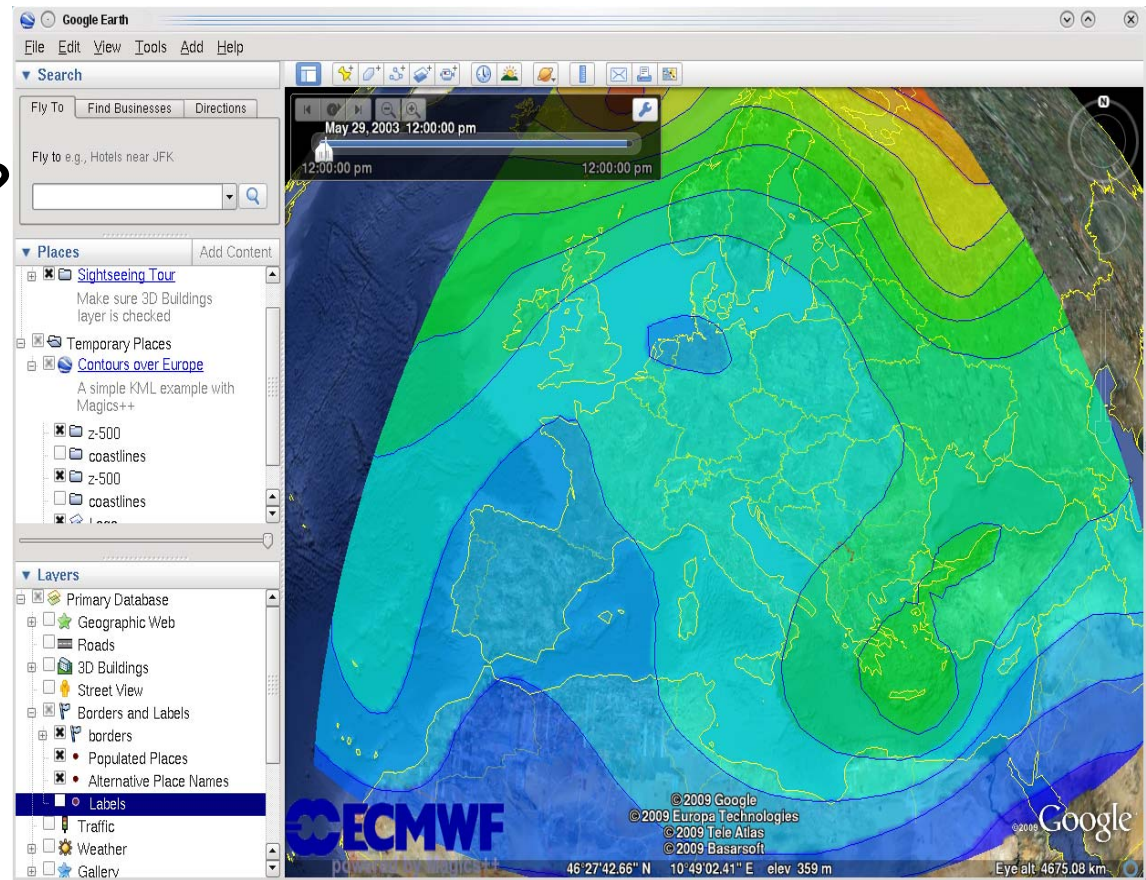 Google Earth
File Edit View Tools Add Help
Search
Fly To Find Businesses Directions
Fly to e.g., Hotels near JFK
Places Add Content
Sightseeing Tour
Make sure 3D Buildings
layer is checked
Temporary Places
Contours over Europe
A simple KML example with
Magics++
z-500
coastlines
z-500
coastlines
Logo
Layers
Primary Database
Geographic Web
Roads
3D Buildings
Street View
Borders and Labels
borders
Populated Places
Alternative Place Names
Labels
Traffic
Weather
Gallery
May 29, 2003 12:00:00 pm
12:00:00 pm 12:00:00 pm
N
ECMWF
powered by Magics++
©2009 Google
©2009 Europa Technologies
©2009 Tele Atlas
©2009 Basarsoft
©2009 Google
46°27'42.66" N 10°49'02.41" E elev 359 m
Eye alt 4675.08 km